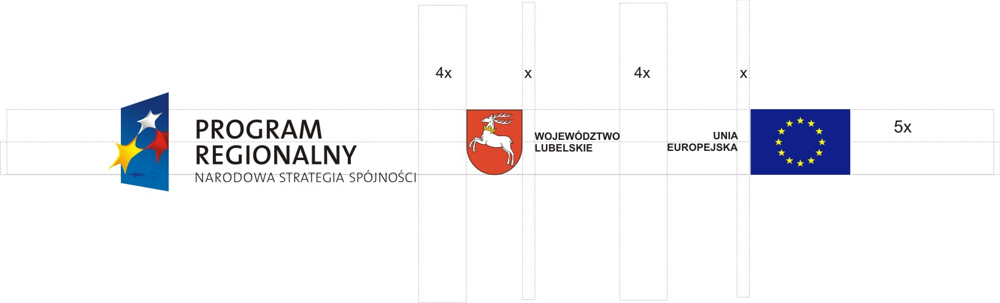 4x
x
4x
x
PROGRAM
REGIONALNY
NARODOWA STRATEGIA SPÓJNOŚCI
WOJEWÓDZTWO
LUBELSKIE
UNIA
EUROPEJSKA
5x